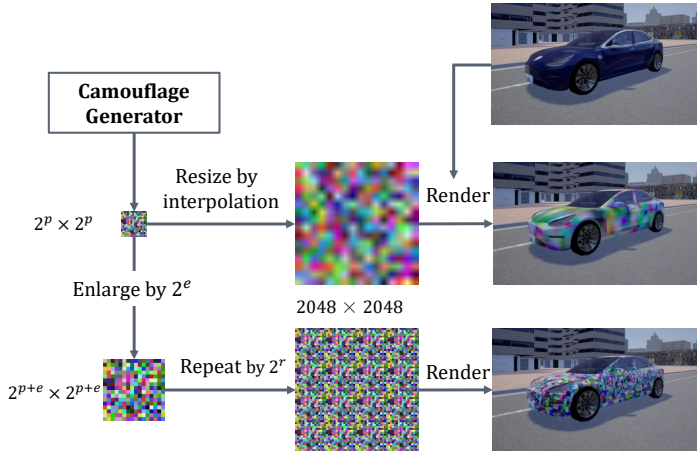 Camouflage
Generator
Resize by
interpolation
Render
2^p × 2^p
Enlarge by 2^e
2048 × 2048
Repeat by 2^r
Render
2^{p+e} × 2^{p+e}